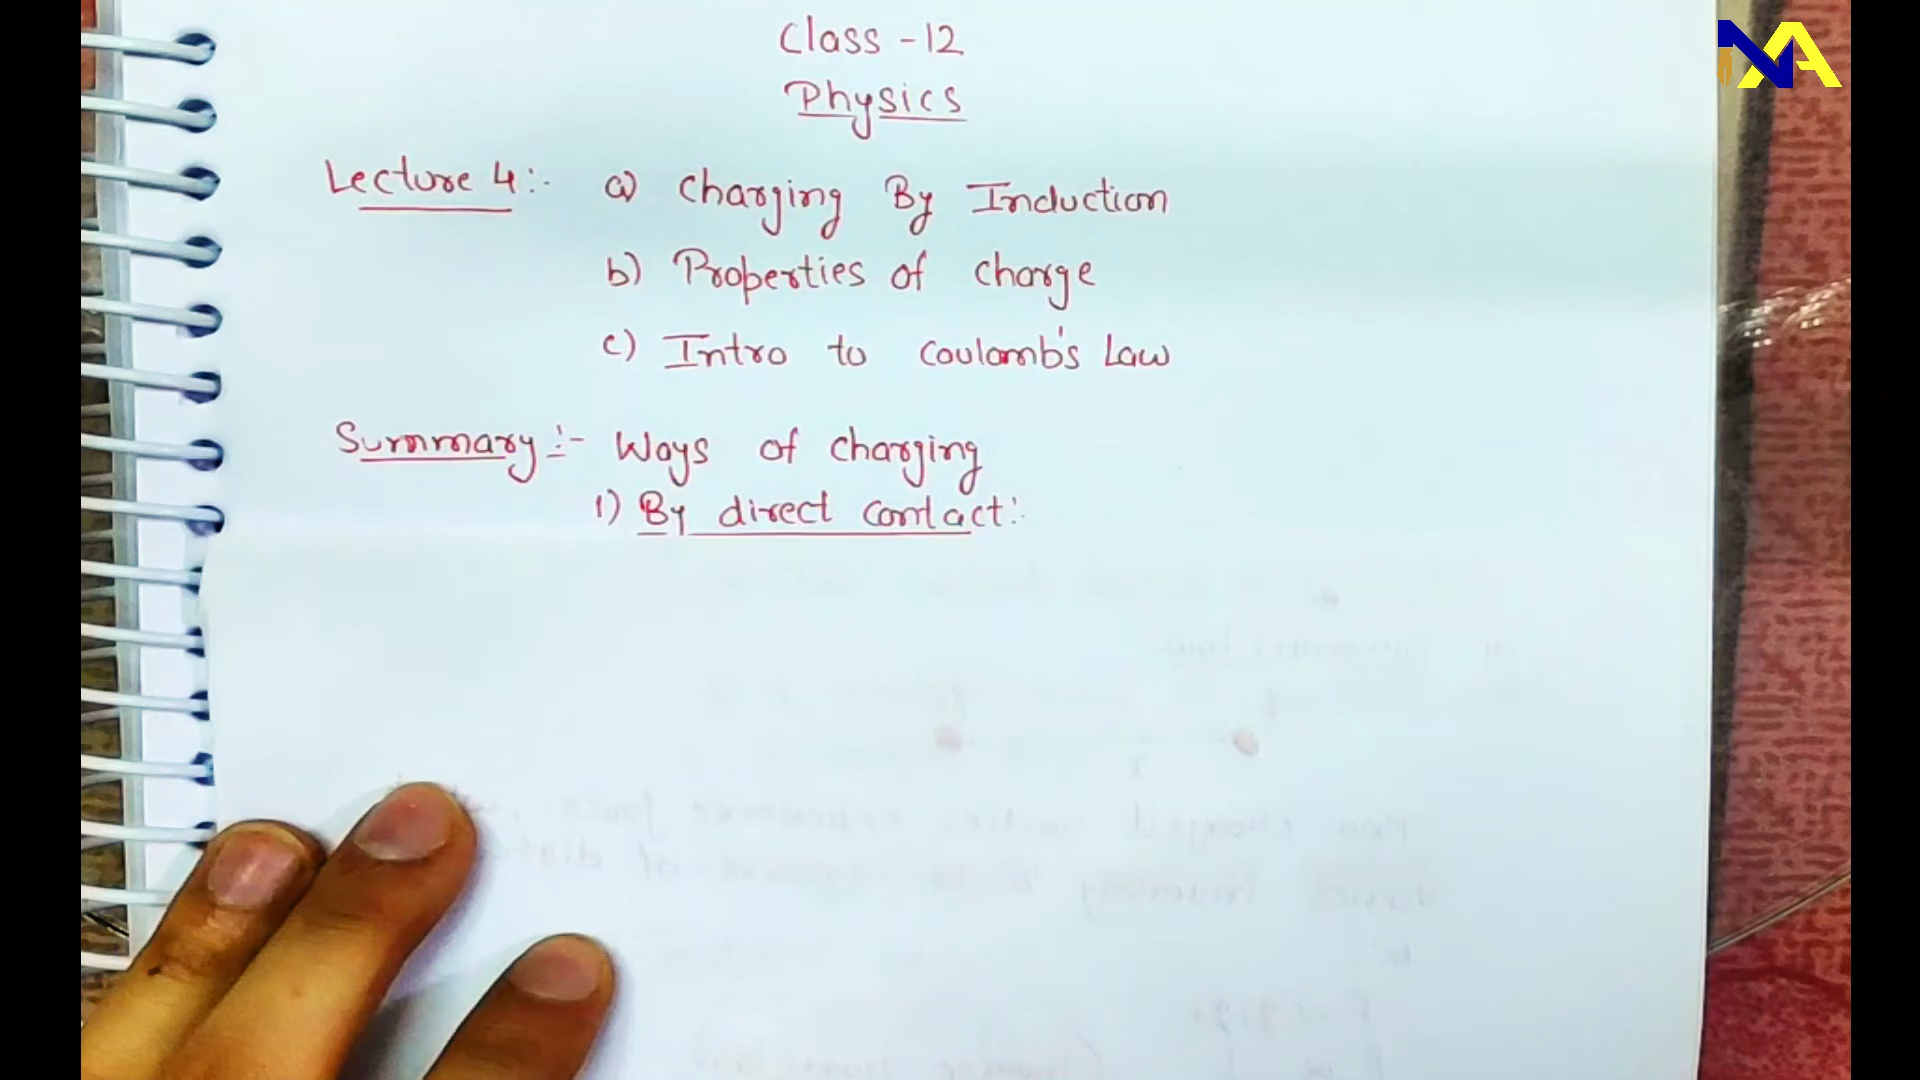 Class - 12
Physics
Lecture 4:- a) Charging By Induction
b) Properties of charge
c) Intro to Coulomb's Law
Summary :- Ways of charging
1) By direct contact:-
NA